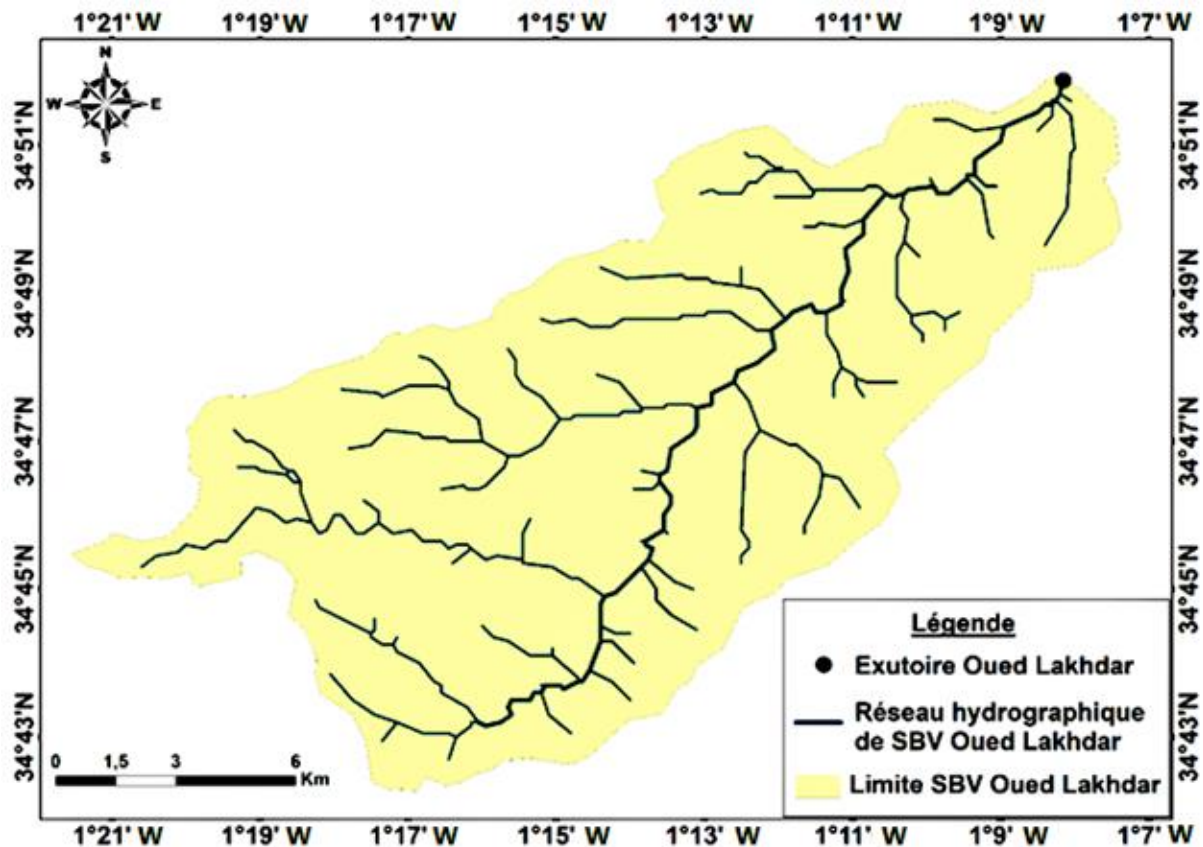 1°21' W 1°19' W 1°17' W 1°15' W 1°13' W 1°11' W 1°9' W 1°7' W
N
W E
S
34°51'N 34°51'N
34°49'N 34°49'N
34°47'N 34°47'N
34°45'N 34°45'N
34°43'N 34°43'N
Légende
Exutoire Oued Lakhdar
Réseau hydrographique
de SBV Oued Lakhdar
Limite SBV Oued Lakhdar
0 1,5 3 6
Km
1°21' W 1°19' W 1°17' W 1°15' W 1°13' W 1°11' W 1°9' W 1°7' W